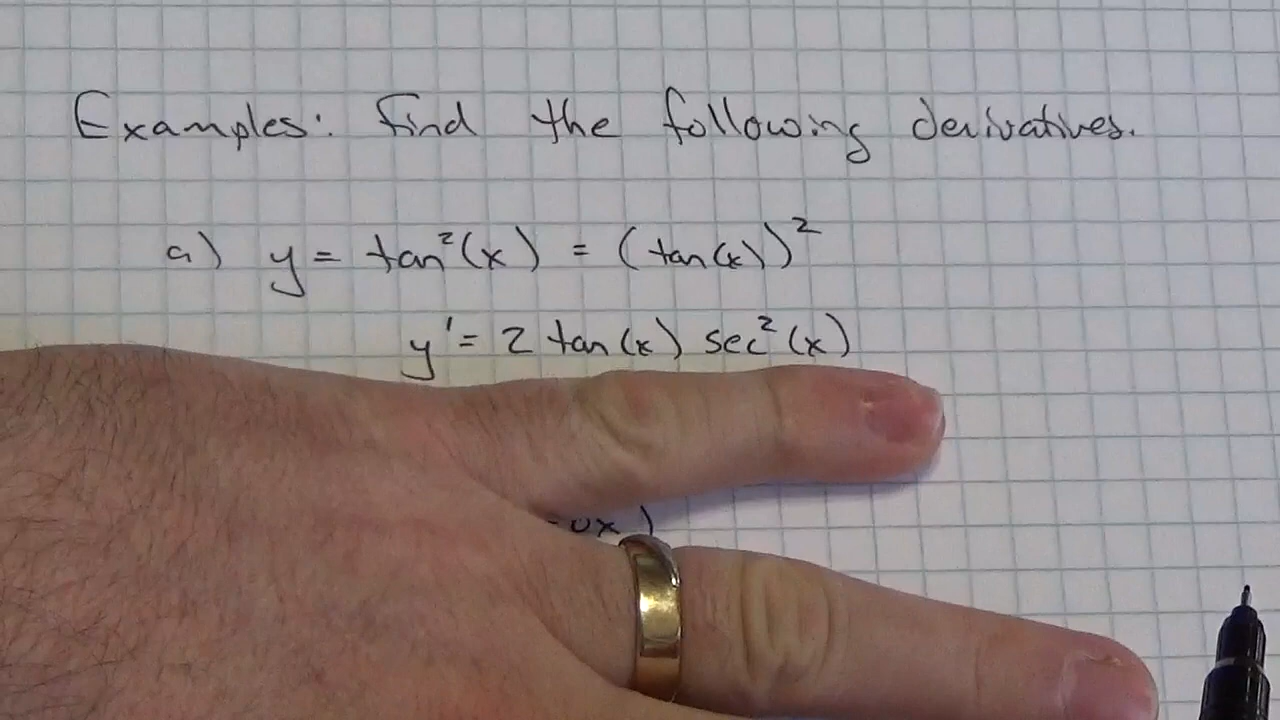 Examples: Find the following derivatives.
a) y = tan²(x) = (tan(x))²
y' = 2 tan(x) sec²(x)